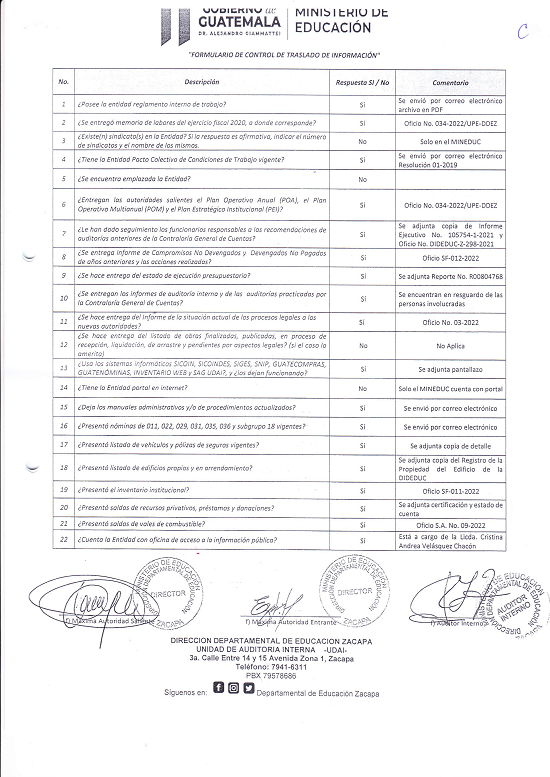 GOBIERNO de
GUATEMALA
DR. ALEJANDRO GIAMMATTEI
MINISTERIO DE
EDUCACIÓN
C
"FORMULARIO DE CONTROL DE TRASLADO DE INFORMACIÓN"
No. Descripción Respuesta SI / No Comentario
1 ¿Posee la entidad reglamento interno de trabajo? Si Se envió por correo electrónico
archivo en PDF
2 ¿Se entregó memoria de labores del ejercicio fiscal 2020, a donde corresponde? Si Oficio No. 034-2022/UPE-DDEZ
3 ¿Existe(n) sindicato(s) en la Entidad? Si la respuesta es afirmativa, indicar el número
de sindicatos y el nombre de los mismos. No Solo en el MINEDUC
4 ¿Tiene la Entidad Pacto Colectivo de Condiciones de Trabajo vigente? Si Se envió por correo electrónico
Resolución 01-2019
5 ¿Se encuentra emplazada la Entidad? No
6 ¿Entregan las autoridades salientes el Plan Operativo Anual (POA), el Plan
Operativo Multianual (POM) y el Plan Estratégico Institucional (PEI)? Si Oficio No. 034-2022/UPE-DDEZ
7 ¿Le han dado seguimiento los funcionarios responsables a las recomendaciones de
auditorías anteriores de la Contraloría General de Cuentas? Si Se adjunta copia de Informe
Ejecutivo No. 105754-1-2021 y
Oficio No. DIDEDUC-Z-298-2021
8 ¿Se entrega Informe de Compromisos No Devengados y Devengados No Pagados
de años anteriores y las acciones realizadas? Si Oficio SF-012-2022
9 ¿Se hace entrega del estado de ejecución presupuestaria? Si Se adjunta Reporte No. R00804768
10 ¿Se entregan los informes de auditoría interna y de las auditorías practicadas por
la Contraloría General de Cuentas? Si Se encuentran en resguardo de las
personas involucradas
11 ¿Se hace entrega del Informe de la situación actual de los procesos legales a las
nuevas autoridades? Si Oficio No. 03-2022
12 ¿Se hace entrega del listado de obras finalizadas, publicadas, en proceso de
recepción, liquidación, de arrastre y pendientes por aspectos legales? (si el caso lo
amerita) No No Aplica
13 ¿Usa los sistemas informáticos SICOIN, SICOINDES, SIGES, SNIP, GUATECOMPRAS,
GUATENÓMINAS, INVENTARIO WEB y SAG UDAI?, y ¿los dejan funcionando? Si Se adjunta pantallazo
14 ¿Tiene la Entidad portal en internet? No Solo el MINEDUC cuenta con portal
15 ¿Deja los manuales administrativos y/o de procedimientos actualizados? Si Se envió por correo electrónico
16 ¿Presentó nóminas de 011, 022, 029, 031, 035, 036 y subgrupo 18 vigentes? Si Se envió por correo electrónico
17 ¿Presentó listado de vehículos y pólizas de seguros vigentes? Si Se adjunta copia de detalle
18 ¿Presentó listado de edificios propios y en arrendamiento? Si Se adjunta copia del Registro de la
Propiedad del Edificio de la
DIDEDUC
19 ¿Presentó el inventario institucional? Si Oficio SF-011-2022
20 ¿Presentó saldos de recursos privativos, préstamos y donaciones? Si Se adjunta certificación y estado de
cuenta
21 ¿Presentó saldos de vales de combustible? Si Oficio S.A. No. 09-2022
22 ¿Cuenta la Entidad con oficina de acceso a la información pública? Si Está a cargo de la Licda. Cristina
Andrea Velásquez Chacón
MINISTERIO DE EDUCACION
DIRECTOR
ZACAPA
MINISTERIO DE EDUCACION
DIRECTOR
ZACAPA
MINISTERIO DE EDUCACION
AUDITOR
INTERNO
f) Máxima Autoridad Saliente
f) Máxima Autoridad Entrante
f) Auditor Interno
DIRECCION DEPARTAMENTAL DE EDUCACION ZACAPA
UNIDAD DE AUDITORIA INTERNA -UDAI-
3a. Calle Entre 14 y 15 Avenida Zona 1, Zacapa
Teléfono: 7941-6311
PBX 79578686
Síguenos en: Departamental de Educación Zacapa